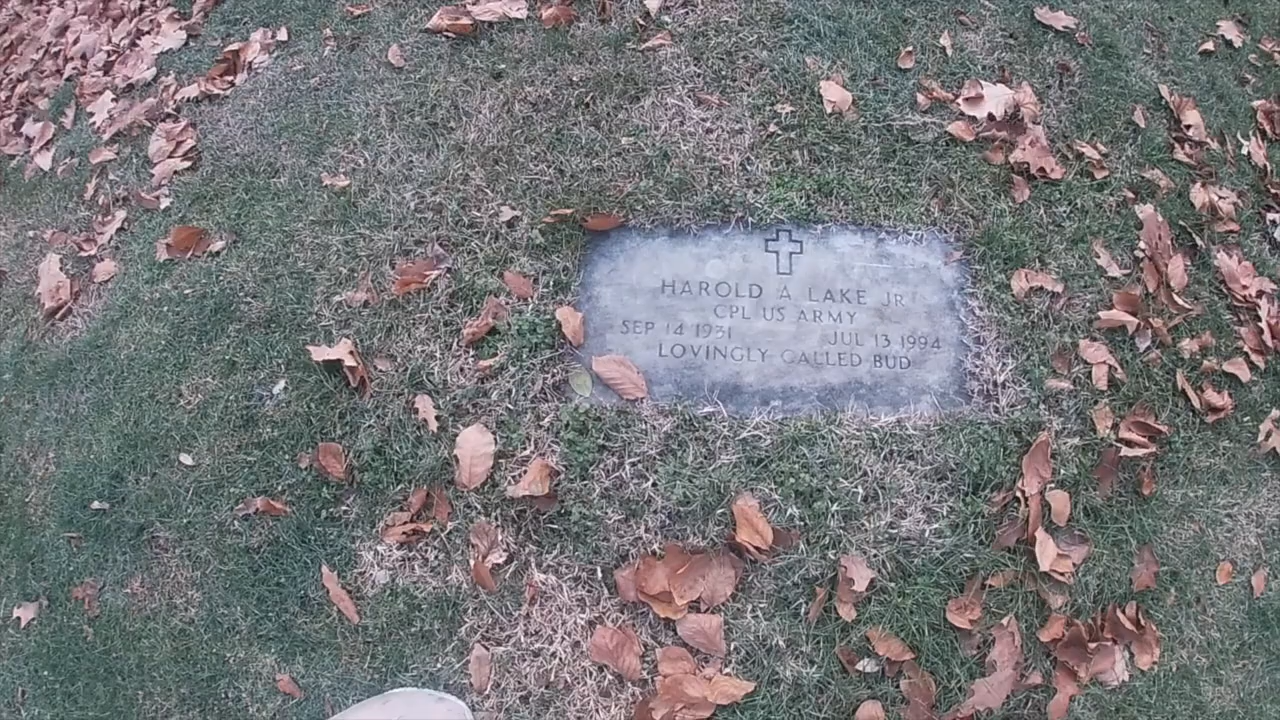 HAROLD A LAKE JR
CPL US ARMY
SEP 14 1931 JUL 13 1994
LOVINGLY CALLED BUD